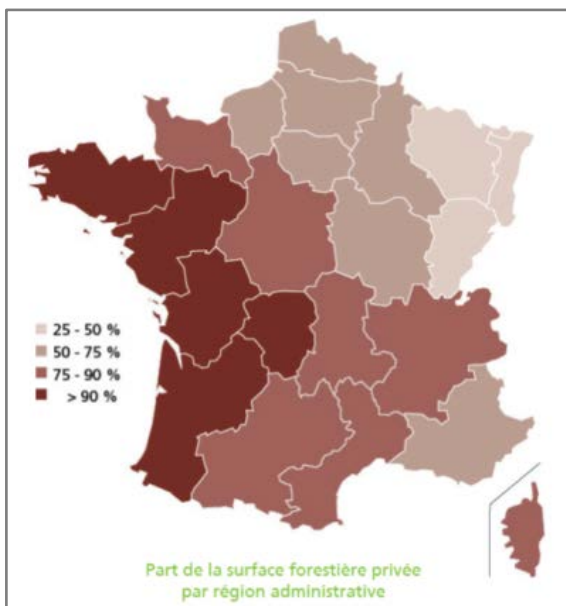 25 - 50 %
50 - 75 %
75 - 90 %
> 90 %
Part de la surface forestière privée
par région administrative